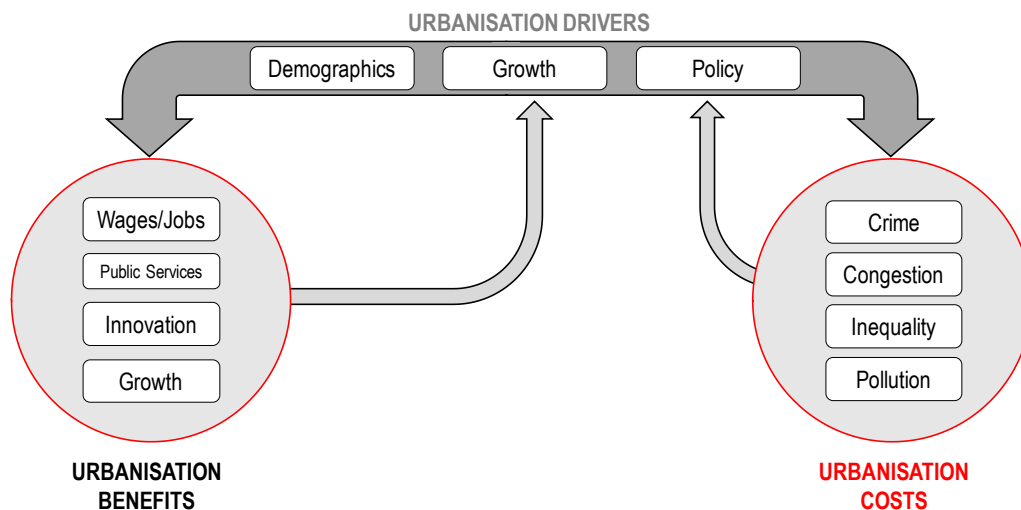 URBANISATION DRIVERS
Demographics
Growth
Policy
Wages/Jobs
Public Services
Innovation
Growth
URBANISATION
BENEFITS
Crime
Congestion
Inequality
Pollution
URBANISATION
COSTS